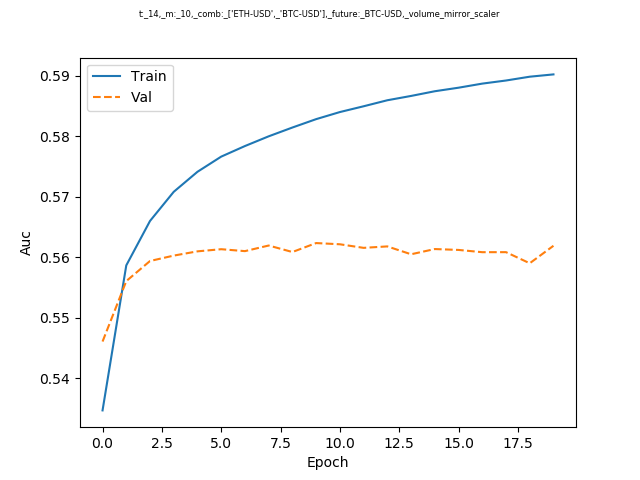 t:_14,_m:_10,_comb:_['ETH-USD',_'BTC-USD'],_future:_BTC-USD,_volume_mirror_scaler
Train
Val
0.59
0.58
0.57
0.56
0.55
0.54
Auc
0.0 2.5 5.0 7.5 10.0 12.5 15.0 17.5
Epoch